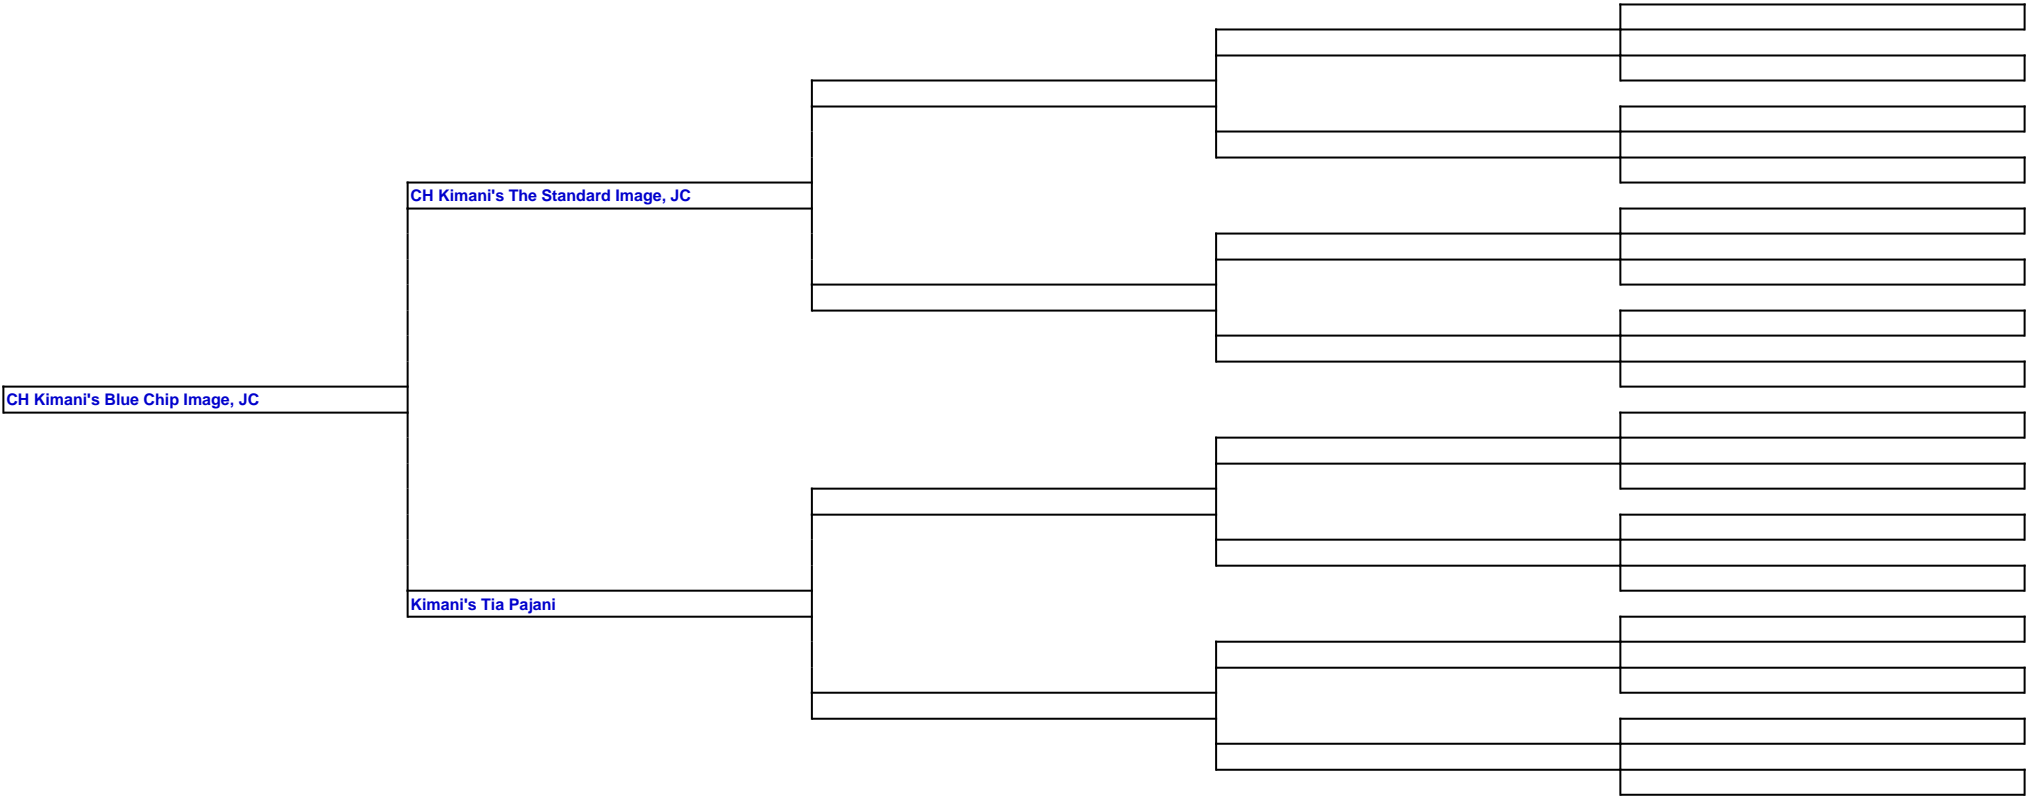 CH Kimani's The Standard Image, JC
CH Kimani's Blue Chip Image, JC
Kimani's Tia Pajani